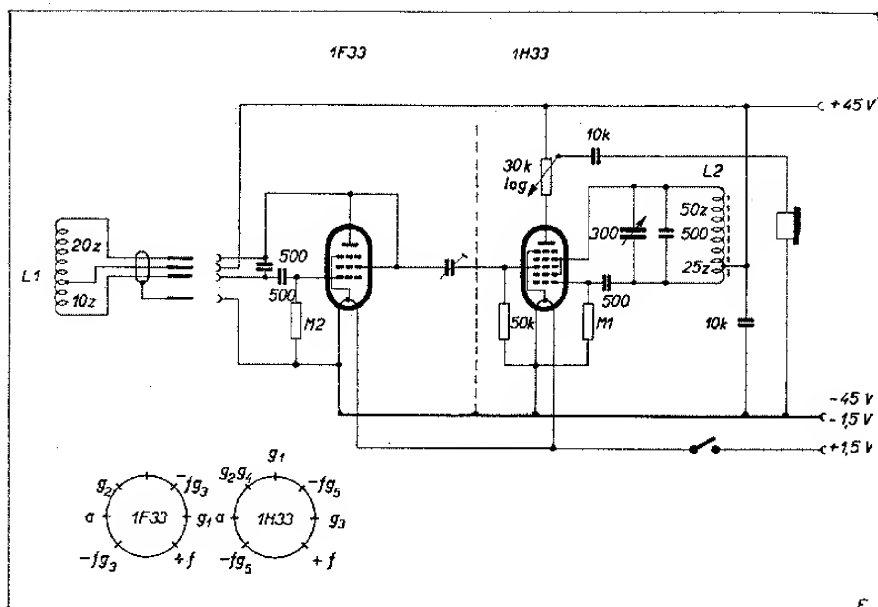 1F33 1H33
+45 V
10k
30k
log
L2
50z
300
500
25z
20z
L1
10z
500
500
M2
50k
M1
500
10k
-45 V
-1,5 V
+1,5 V
g2 -fg3
a 1F33 g1
-fg3 +f
g1
g2g4 -fg5
a 1H33 g3
-fg5 +f